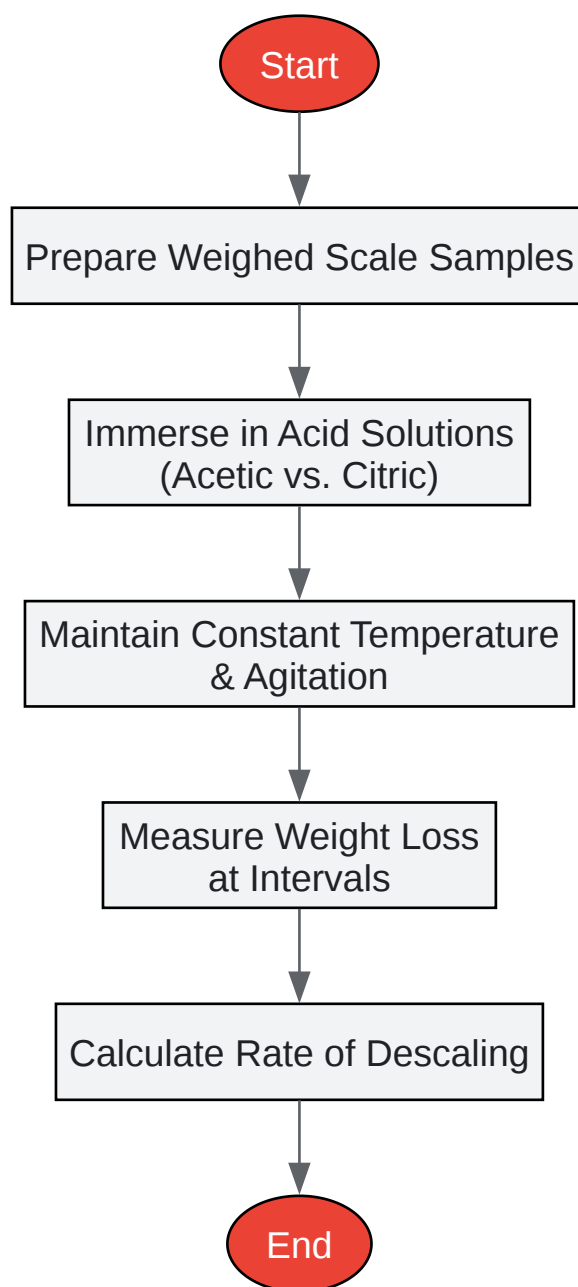 Start
Prepare Weighed Scale Samples
Immerse in Acid Solutions
(Acetic vs. Citric)
Maintain Constant Temperature
& Agitation
Measure Weight Loss
at Intervals
Calculate Rate of Descaling
End